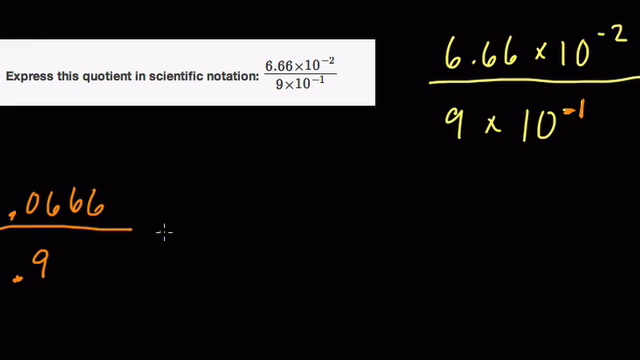 Express this quotient in scientific notation: \frac{6.66×10^{-2}}{9×10^{-1}}
6.66 × 10^{-2}
9 × 10^{-1}
.0666
.9